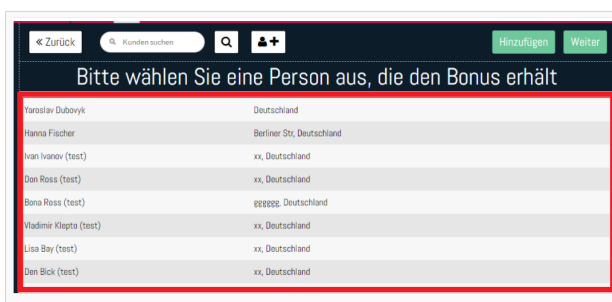 « Zurück Kunden suchen Hinzufügen Weiter
Bitte wählen Sie eine Person aus, die den Bonus erhält
Yaroslav Dubovyk Deutschland
Hanna Fischer Berliner Str, Deutschland
Ivan Ivanov (test) xx, Deutschland
Don Ross (test) xx, Deutschland
Bona Ross (test) gggggg, Deutschland
Vladimir Klepto (test) xx, Deutschland
Lisa Bay (test) xx, Deutschland
Den Bick (test) xx, Deutschland